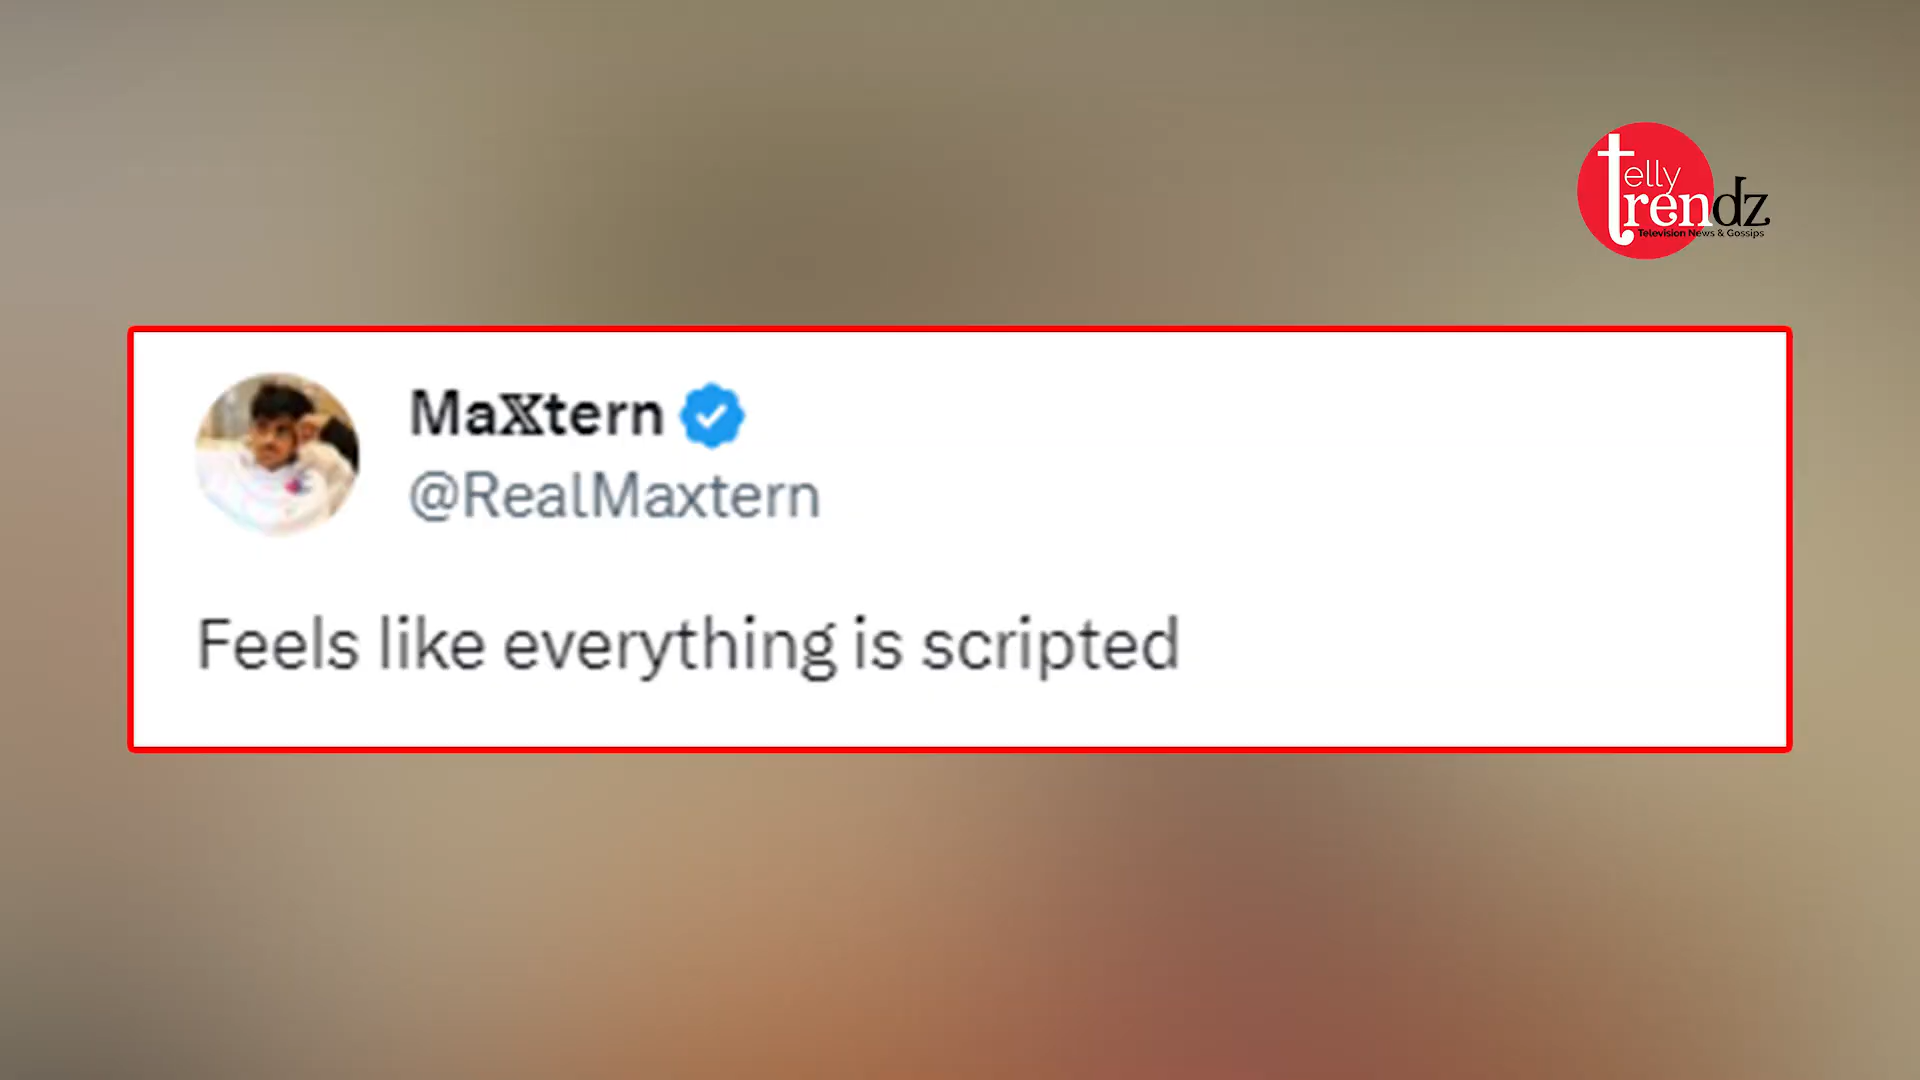 telly
trendz
Television News & Gossips
Ma𝕏tern
@RealMaxtern
Feels like everything is scripted